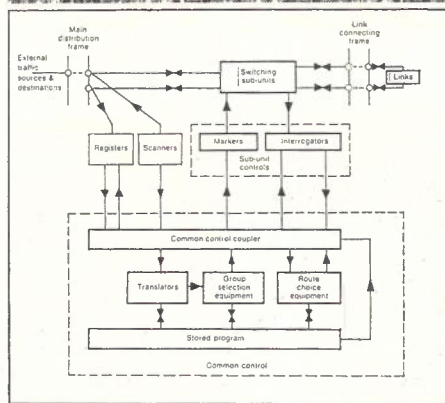 Main
distribution
frame
Link
connecting
frame
External
traffic
sources &
destinations
Switching
sub-units
Links
Registers
Scanners
Markers
Interrogators
Sub-unit
controls
Common control coupler
Translators
Group
selection
equipment
Route
choice
equipment
Stored program
Common control